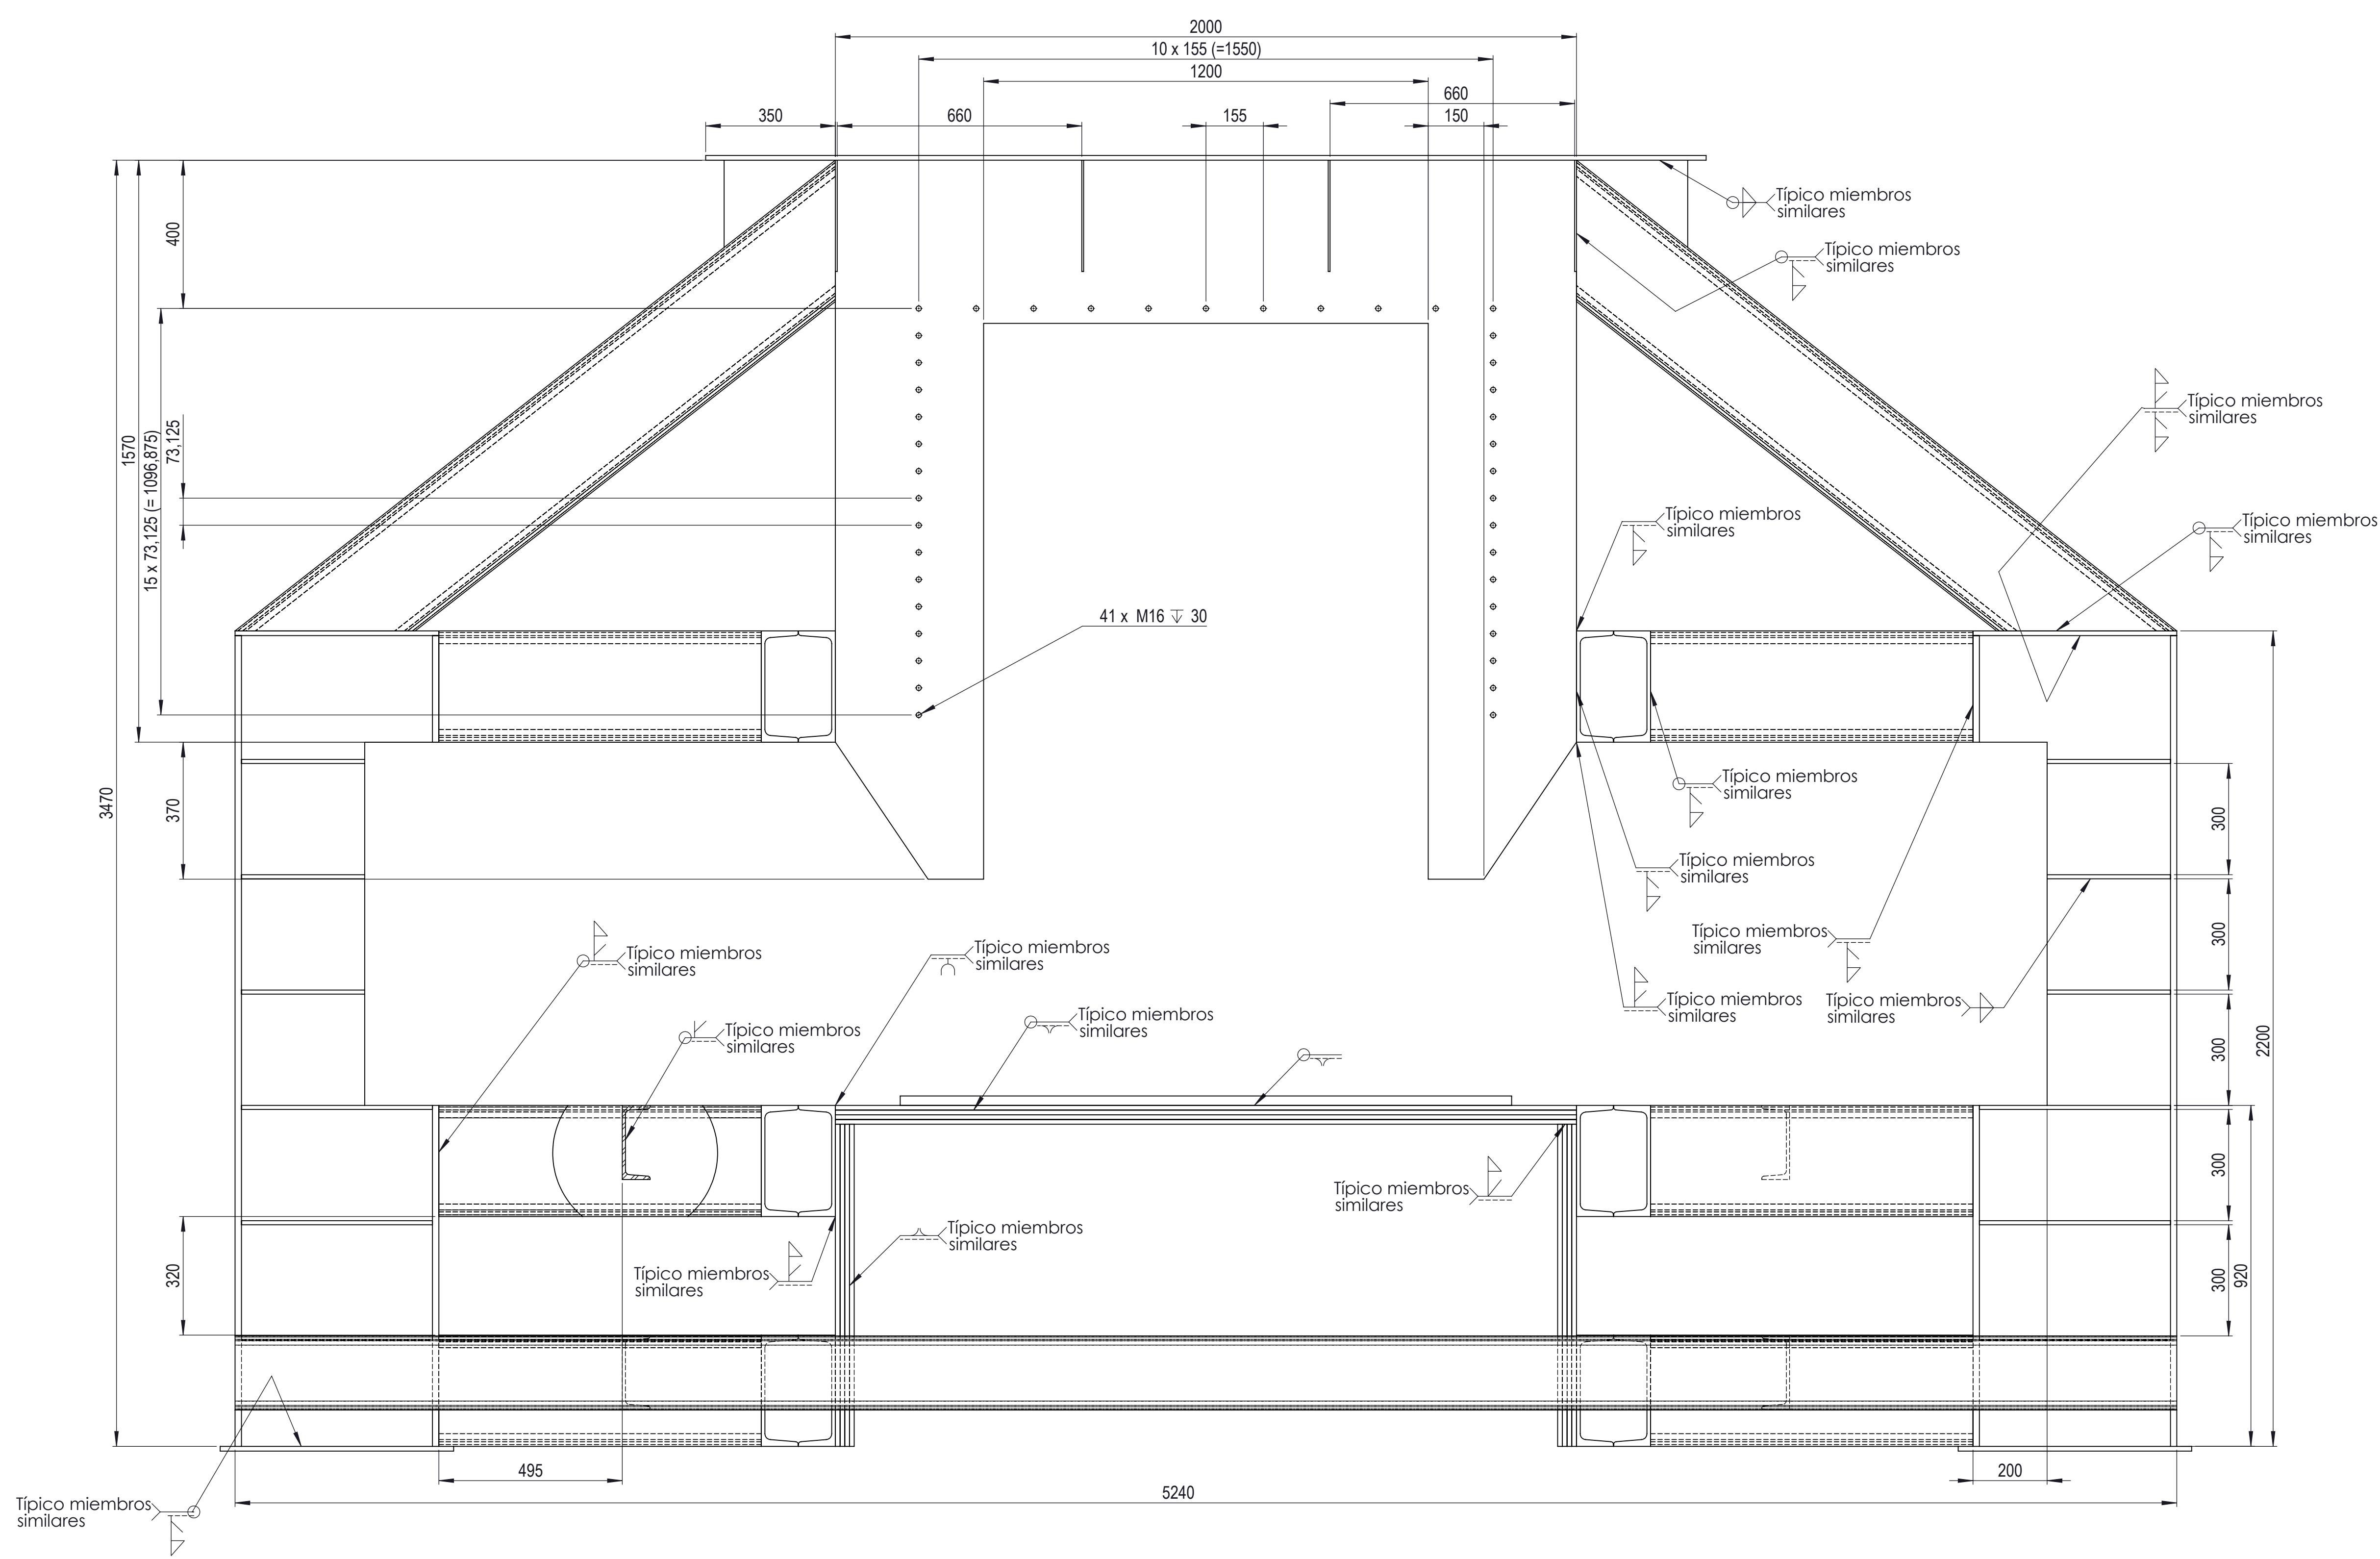 2000
10 x 155 (=1550)
1200
660
350
660
155
150
Típico miembros
similares
Típico miembros
similares
400
Típico miembros
similares
1570
15 x 73,125 (= 1096,875)
73,125
Típico miembros
similares
Típico miembros
similares
41 x M16 ↧ 30
3470
370
Típico miembros
similares
300
Típico miembros
similares
Típico miembros
similares
300
Típico miembros
similares
Típico miembros
similares
Típico miembros
similares
Típico miembros
similares
Típico miembros
similares
Típico miembros
similares
300
2200
300
Típico miembros
similares
Típico miembros
similares
Típico miembros
similares
320
300
920
495
200
5240
Típico miembros
similares